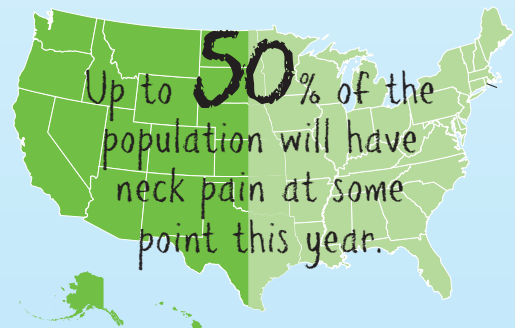 Up to 50% of the
population will have
neck pain at some
point this year.